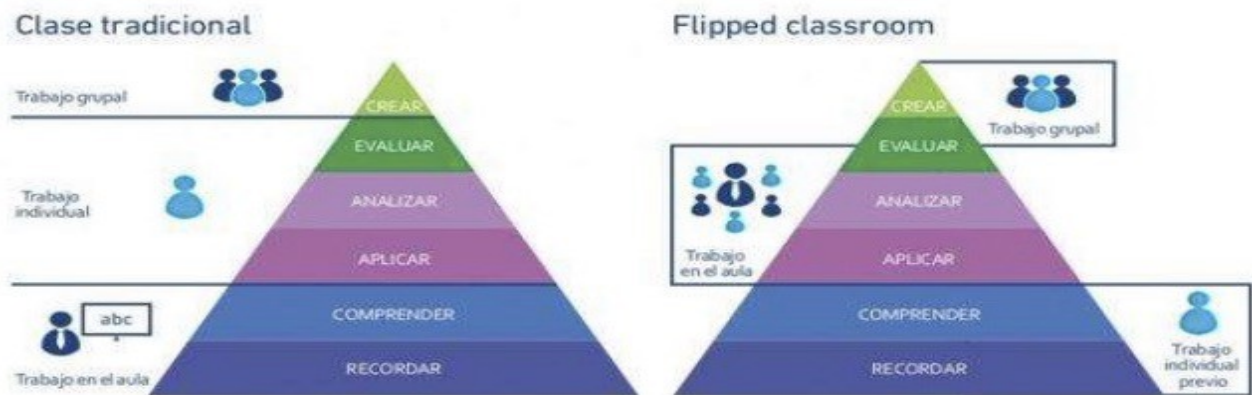 Clase tradicional
Trabajo grupal
Trabajo
individual
abc
Trabajo en el aula
CREAR
EVALUAR
ANALIZAR
APLICAR
COMPRENDER
RECORDAR
Flipped classroom
CREAR
EVALUAR
ANALIZAR
APLICAR
COMPRENDER
RECORDAR
Trabajo grupal
Trabajo
en el aula
Trabajo
individual
previo